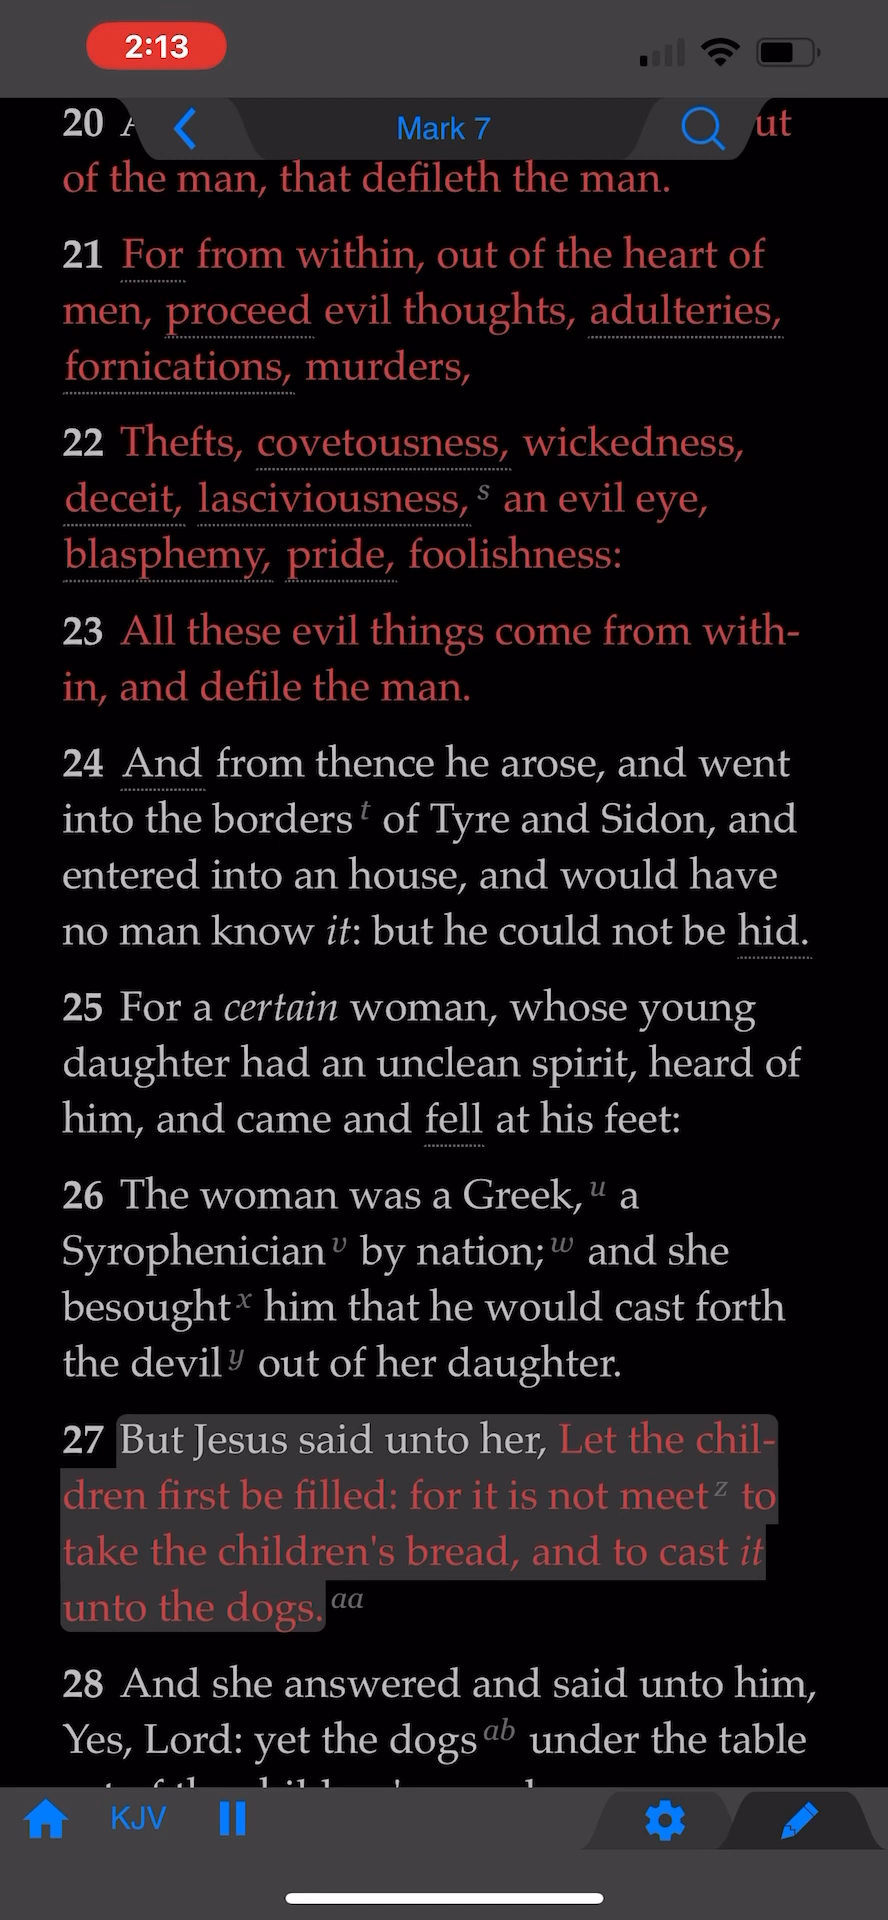 2:13
Mark 7
20
ut
of the man, that defileth the man.
21 For from within, out of the heart of
men, proceed evil thoughts, adulteries,
fornications, murders,
22 Thefts, covetousness, wickedness,
deceit, lasciviousness, s an evil eye,
blasphemy, pride, foolishness:
23 All these evil things come from with-
in, and defile the man.
24 And from thence he arose, and went
into the borders t of Tyre and Sidon, and
entered into an house, and would have
no man know it: but he could not be hid.
25 For a certain woman, whose young
daughter had an unclean spirit, heard of
him, and came and fell at his feet:
26 The woman was a Greek, u a
Syrophenician v by nation; w and she
besought x him that he would cast forth
the devil y out of her daughter.
27 But Jesus said unto her, Let the chil-
dren first be filled: for it is not meet z to
take the children's bread, and to cast it
unto the dogs. aa
28 And she answered and said unto him,
Yes, Lord: yet the dogs ab under the table
KJV